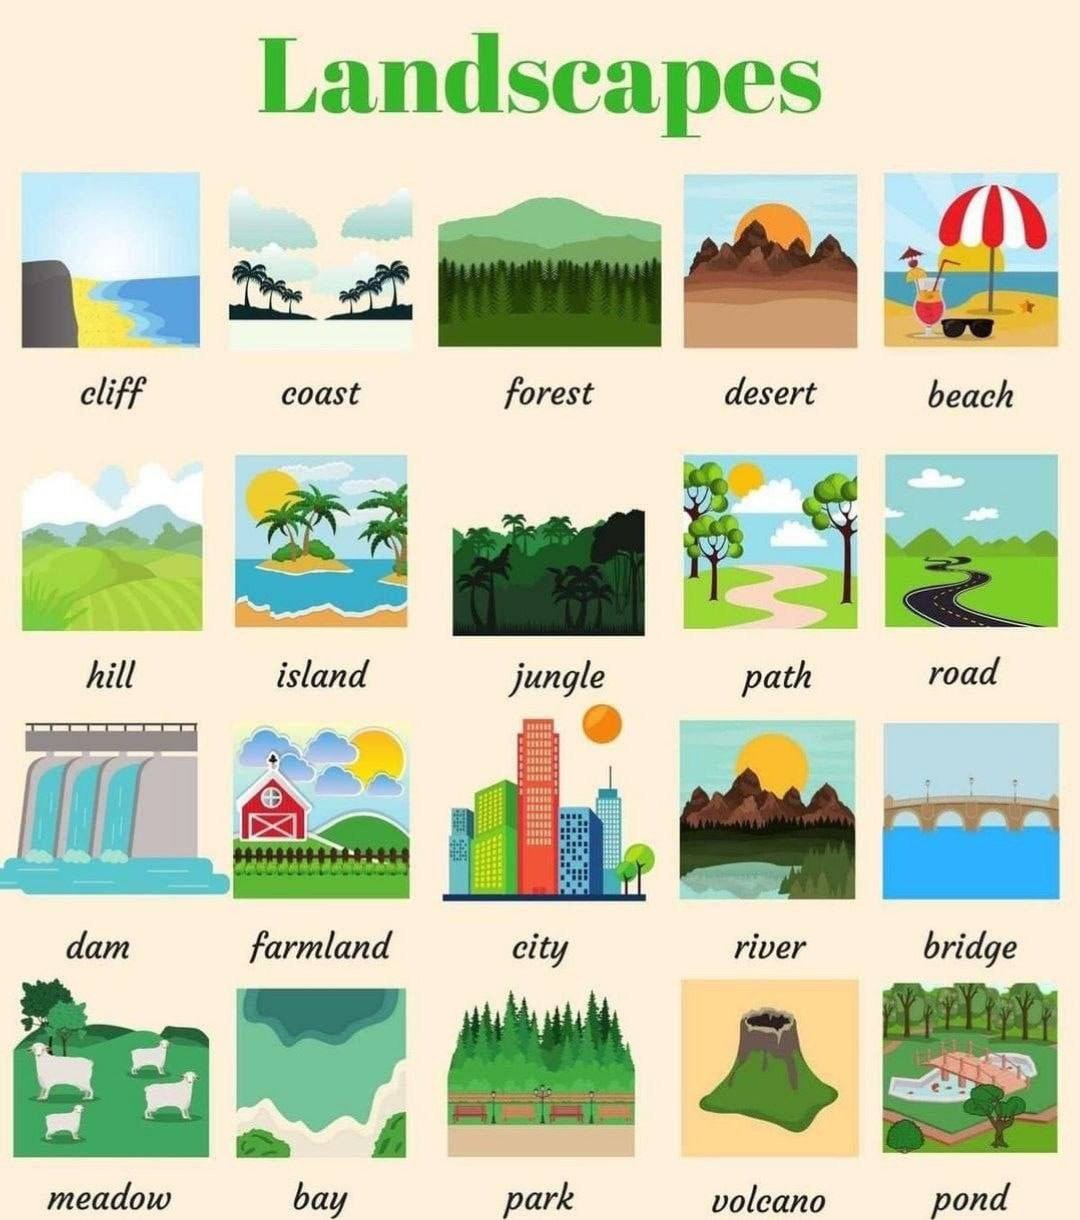 Landscapes
cliff coast forest desert beach
hill island jungle path road
dam farmland city river bridge
meadow bay park volcano pond